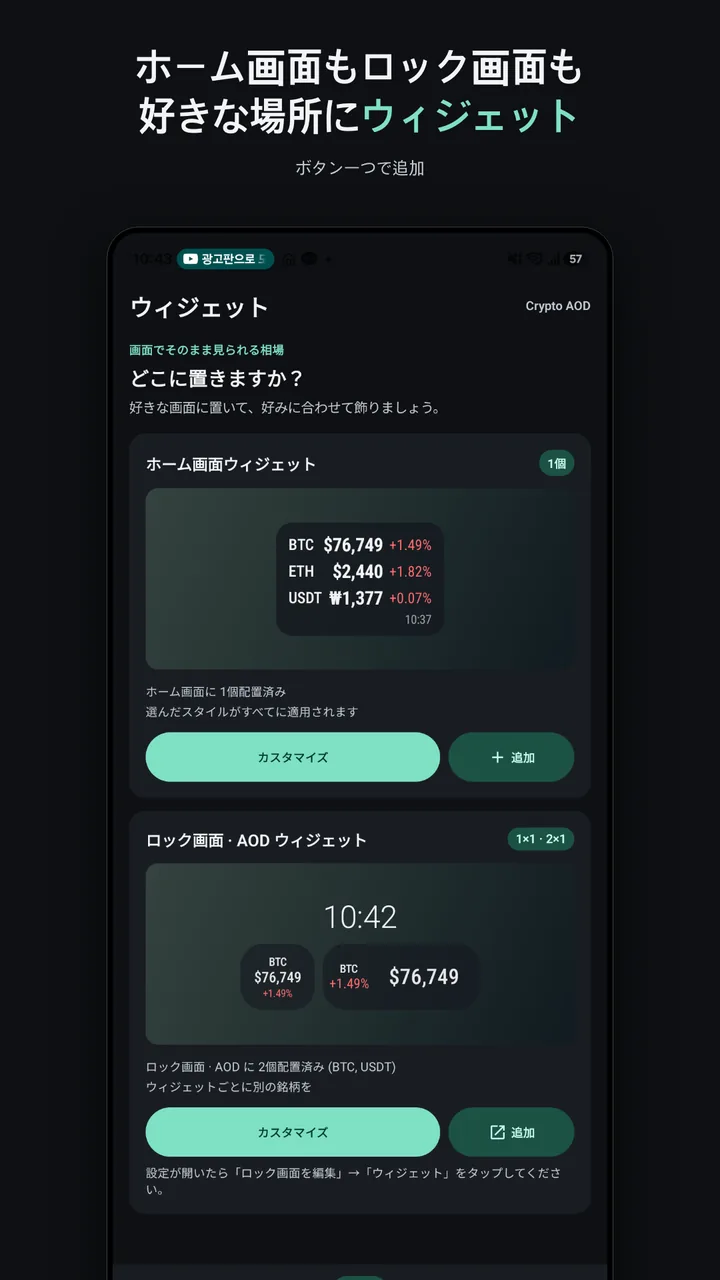 ホーム画面もロック画面も
好きな場所にウィジェット
ボタン一つで追加
10:43 광고판으로 57
ウィジェット Crypto AOD
画面でそのまま見られる相場
どこに置きますか？
好きな画面に置いて、好みに合わせて飾りましょう。
ホーム画面ウィジェット 1個
BTC $76,749 +1.49%
ETH $2,440 +1.82%
USDT ₩1,377 +0.07%
10:37
ホーム画面に 1個配置済み
選んだスタイルがすべてに適用されます
カスタマイズ + 追加
ロック画面 · AOD ウィジェット 1×1 · 2×1
10:42
BTC
$76,749
+1.49%
BTC
+1.49%
$76,749
ロック画面 · AOD に 2個配置済み (BTC, USDT)
ウィジェットごとに別の銘柄を
カスタマイズ 追加
設定が開いたら「ロック画面を編集」→「ウィジェット」をタップしてくださ
い。